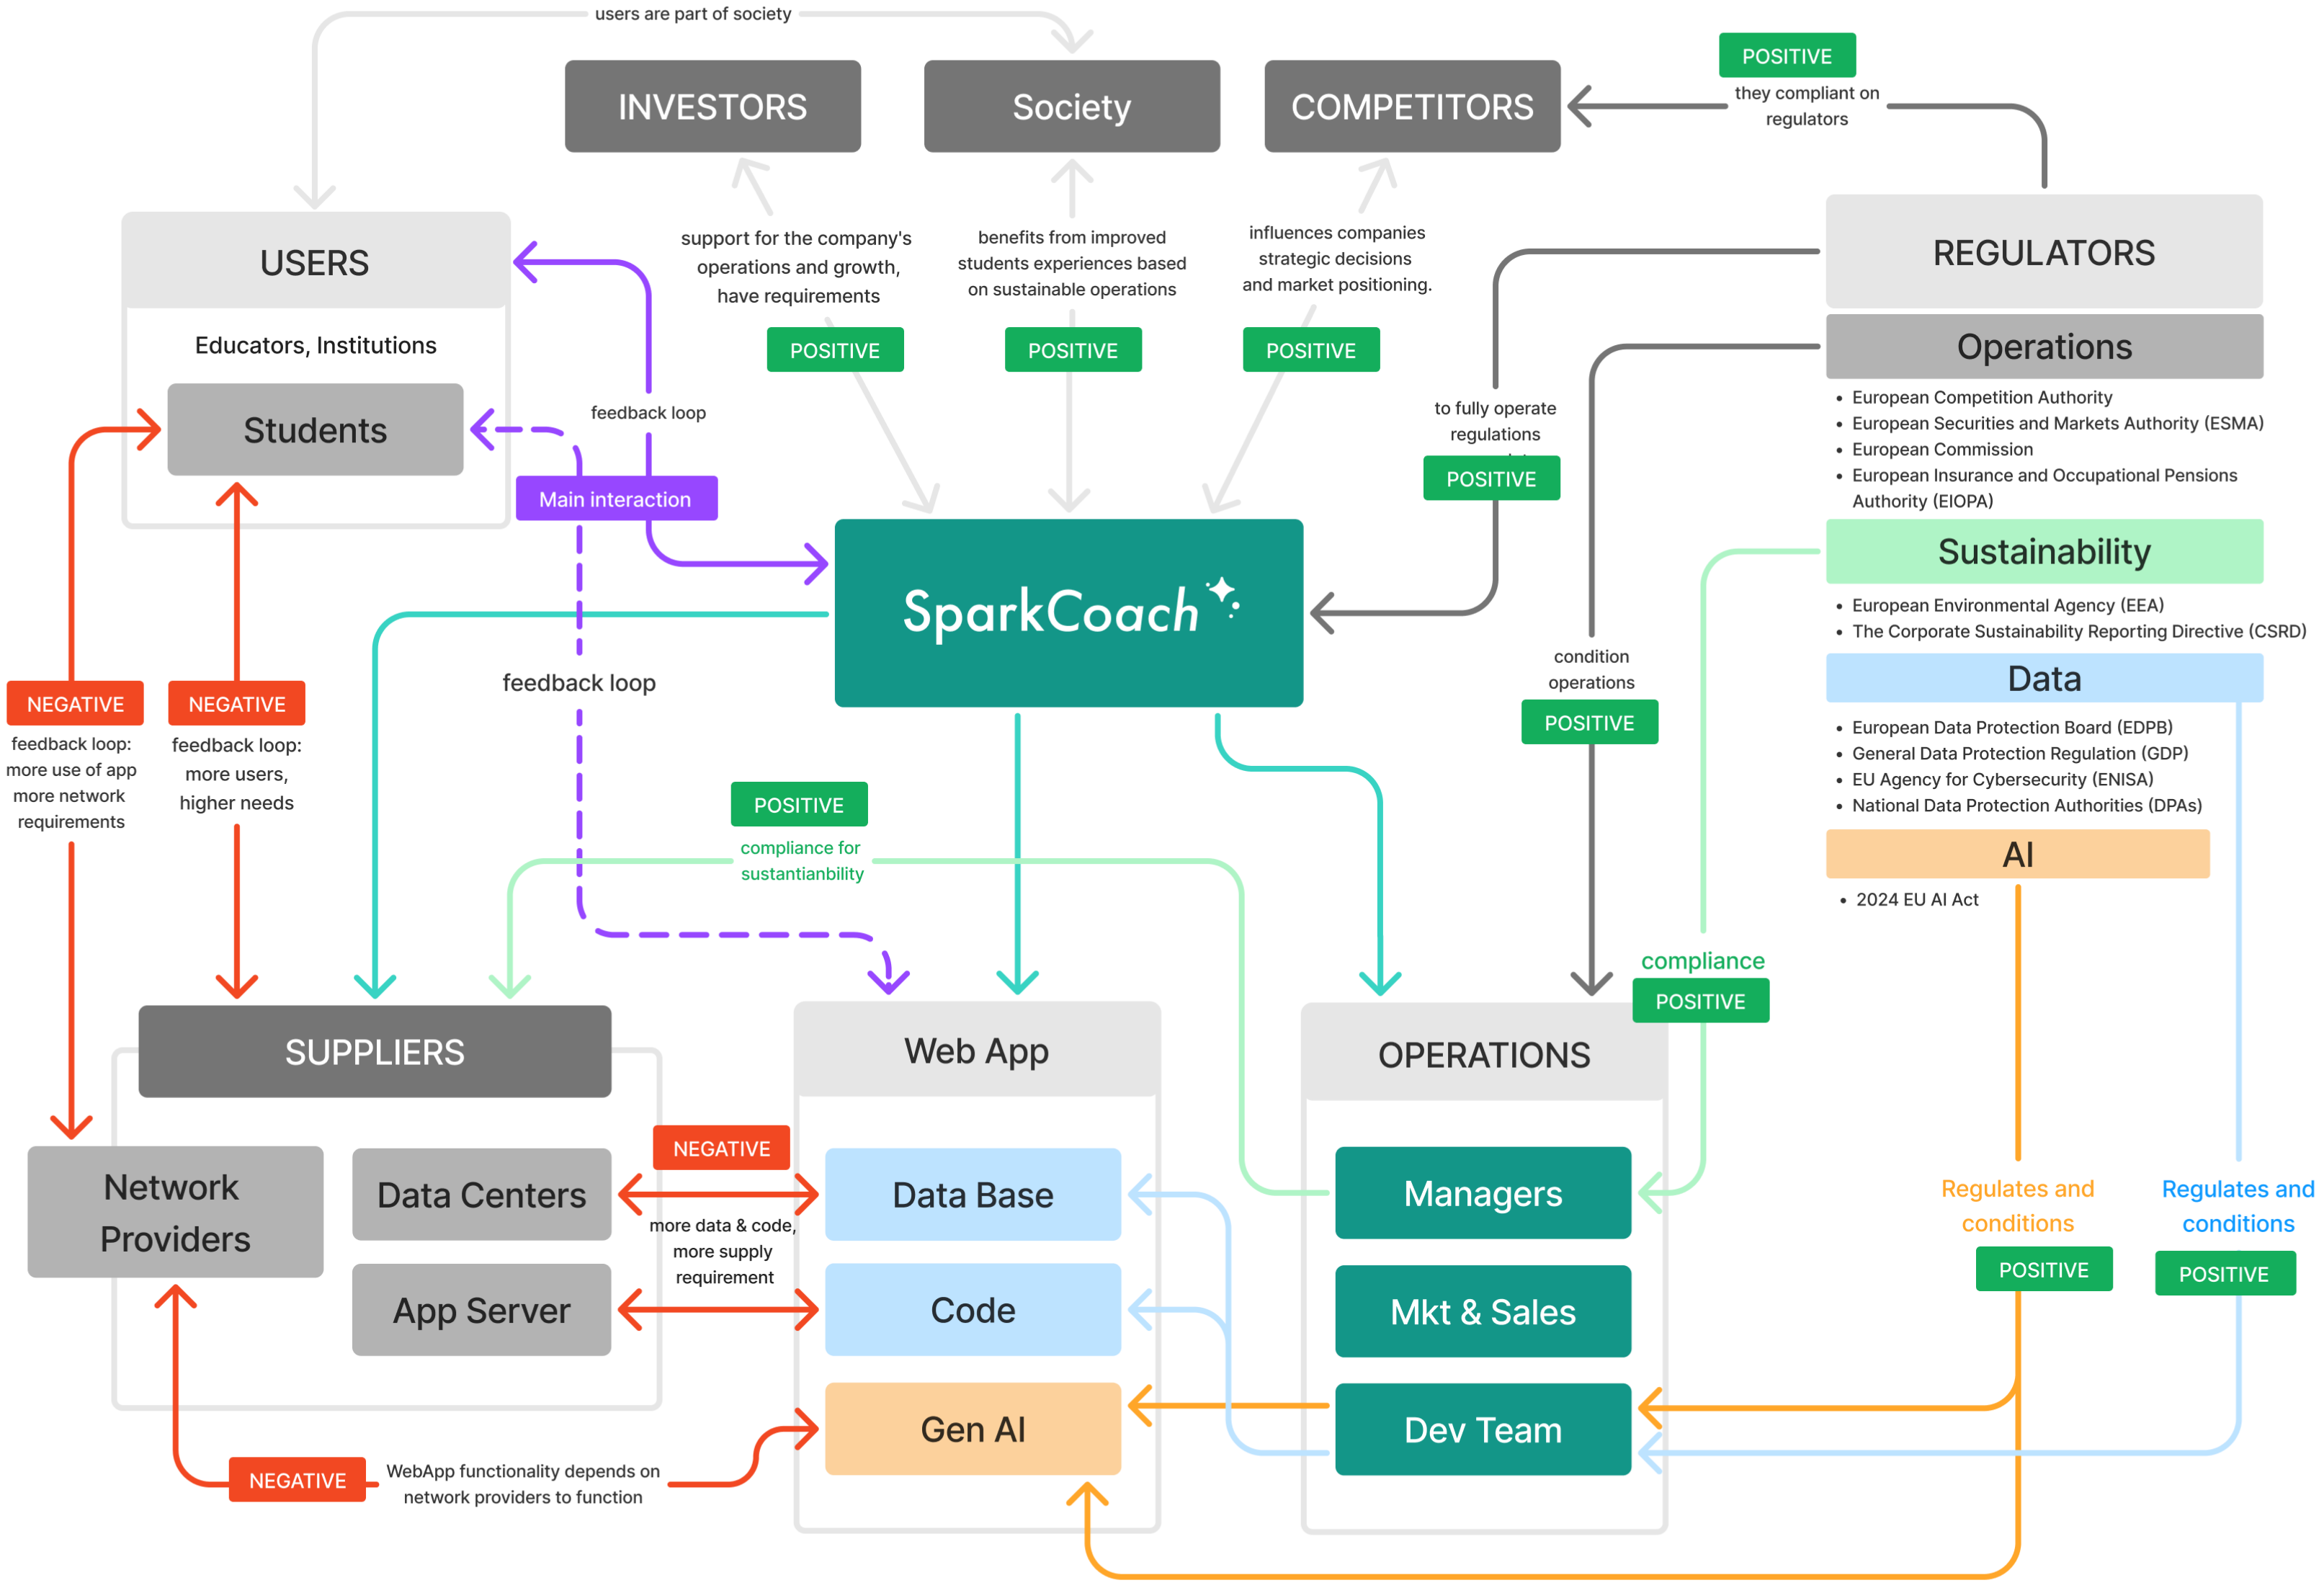 users are part of society
INVESTORS
Society
COMPETITORS
POSITIVE
they compliant on
regulators
USERS
Educators, Institutions
Students
feedback loop
Main interaction
feedback loop
support for the company's
operations and growth,
have requirements
POSITIVE
benefits from improved
students experiences based
on sustainable operations
POSITIVE
influences companies
strategic decisions
and market positioning.
POSITIVE
to fully operate
regulations
POSITIVE
condition
operations
POSITIVE
REGULATORS
Operations
• European Competition Authority
• European Securities and Markets Authority (ESMA)
• European Commission
• European Insurance and Occupational Pensions
Authority (EIOPA)
Sustainability
• European Environmental Agency (EEA)
• The Corporate Sustainability Reporting Directive (CSRD)
Data
• European Data Protection Board (EDPB)
• General Data Protection Regulation (GDP)
• EU Agency for Cybersecurity (ENISA)
• National Data Protection Authorities (DPAs)
AI
• 2024 EU AI Act
SparkCoach
NEGATIVE
feedback loop:
more use of app
more network
requirements
NEGATIVE
feedback loop:
more users,
higher needs
POSITIVE
compliance for
sustantianbility
compliance
POSITIVE
SUPPLIERS
Network
Providers
Data Centers
App Server
NEGATIVE
more data & code,
more supply
requirement
NEGATIVE
WebApp functionality depends on
network providers to function
Web App
Data Base
Code
Gen AI
OPERATIONS
Managers
Mkt & Sales
Dev Team
Regulates and
conditions
POSITIVE
Regulates and
conditions
POSITIVE